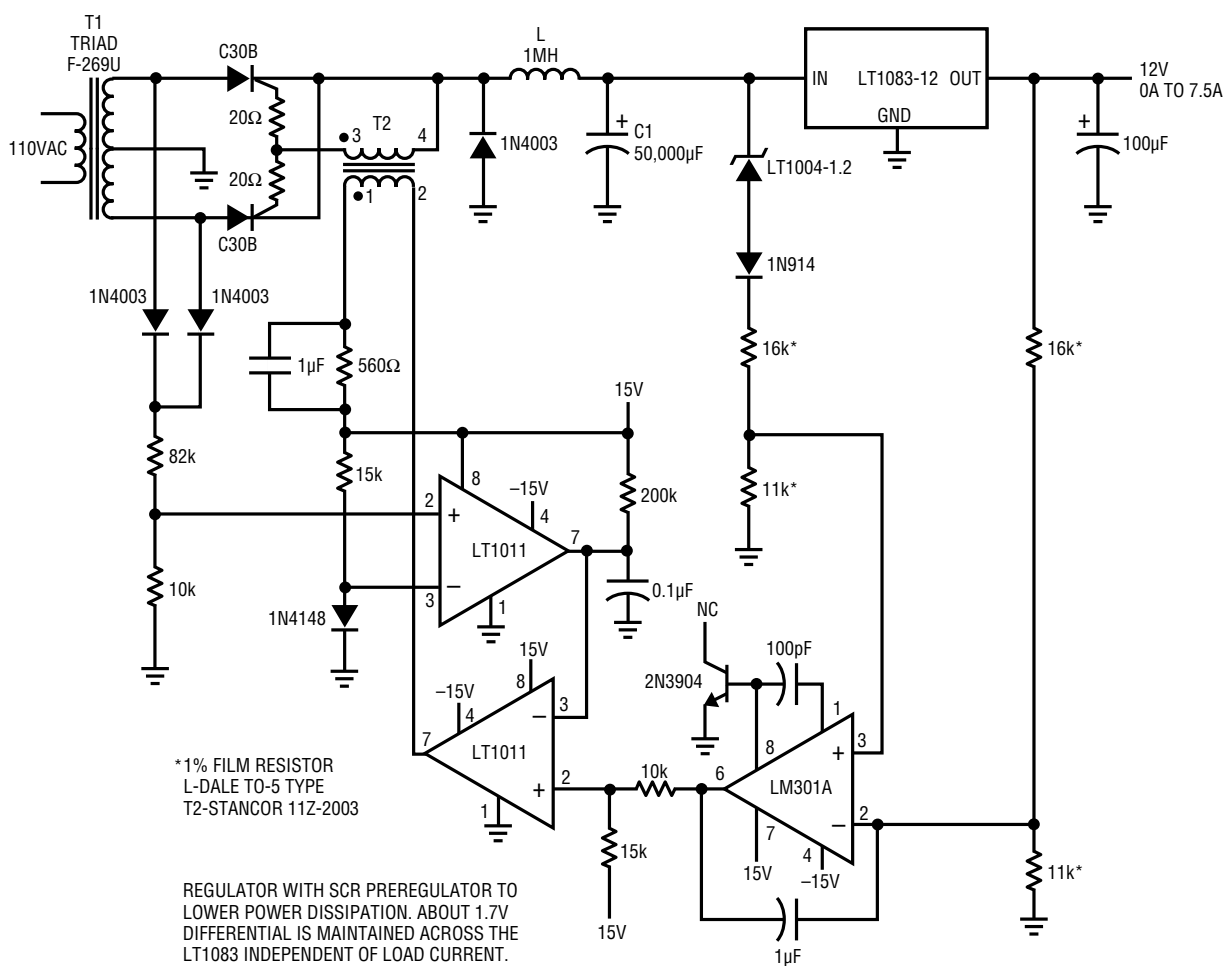 T1
TRIAD
F-269U
C30B
L
1MH
IN
LT1083-12
OUT
GND
12V
0A TO 7.5A
110VAC
20Ω
T2
3
4
1N4003
+
C1
50,000µF
+
100µF
20Ω
1
2
LT1004-1.2
C30B
1N914
1N4003
1N4003
1µF
560Ω
16k*
16k*
15V
82k
15k
8
–15V
4
200k
11k*
2
+
7
LT1011
10k
–
3
1
0.1µF
1N4148
NC
15V
8
100pF
2N3904
–15V
4
–
3
1
7
LT1011
8
+
3
*1% FILM RESISTOR
L-DALE TO-5 TYPE
T2-STANCOR 11Z-2003
+
2
10k
6
LM301A
1
7
–
2
15k
15V
4
–15V
11k*
15V
1µF
REGULATOR WITH SCR PREREGULATOR TO
LOWER POWER DISSIPATION. ABOUT 1.7V
DIFFERENTIAL IS MAINTAINED ACROSS THE
LT1083 INDEPENDENT OF LOAD CURRENT.